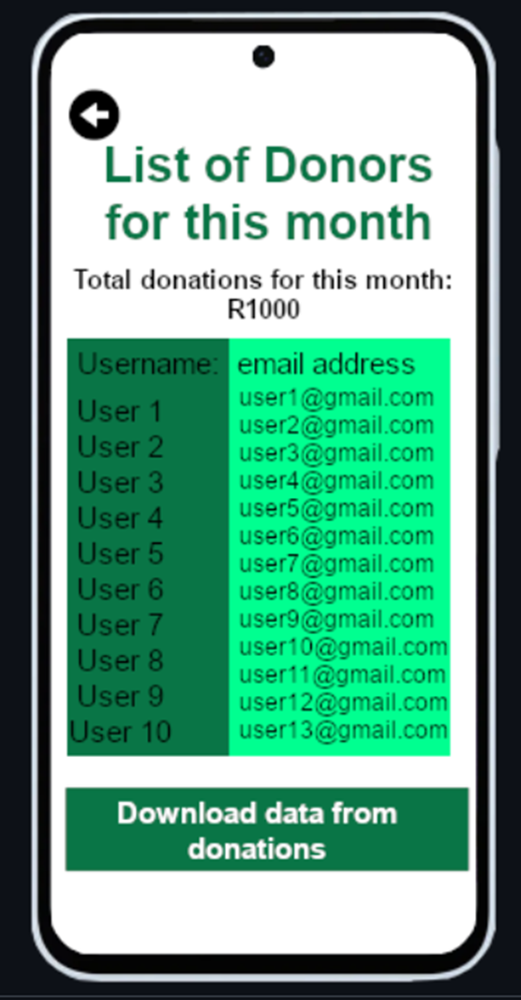 List of Donors
for this month
Total donations for this month:
R1000
Username: email address
User 1
User 2
User 3
User 4
User 5
User 6
User 7
User 8
User 9
User 10
user1@gmail.com
user2@gmail.com
user3@gmail.com
user4@gmail.com
user5@gmail.com
user6@gmail.com
user7@gmail.com
user8@gmail.com
user9@gmail.com
user10@gmail.com
user11@gmail.com
user12@gmail.com
user13@gmail.com
Download data from
donations